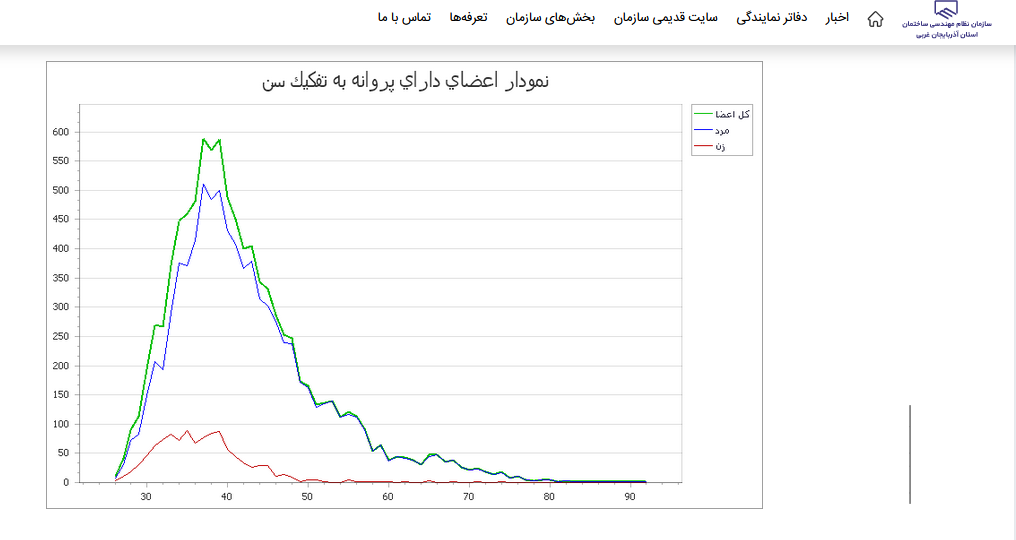 سازمان نظام مهندسی ساختمان
استان آذربایجان غربی
اخبار
دفاتر نمایندگی
سایت قدیمی سازمان
بخش‌های سازمان
تعرفه‌ها
تماس با ما
نمودار اعضاي داراي پروانه به تفكيك سن
کل اعضا
مرد
زن
600
550
500
450
400
350
300
250
200
150
100
50
0
30 40 50 60 70 80 90